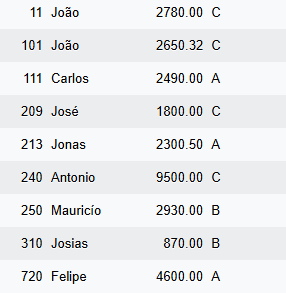 11 João 2780.00 C
101 João 2650.32 C
111 Carlos 2490.00 A
209 José 1800.00 C
213 Jonas 2300.50 A
240 Antonio 9500.00 C
250 Mauricío 2930.00 B
310 Josias 870.00 B
720 Felipe 4600.00 A